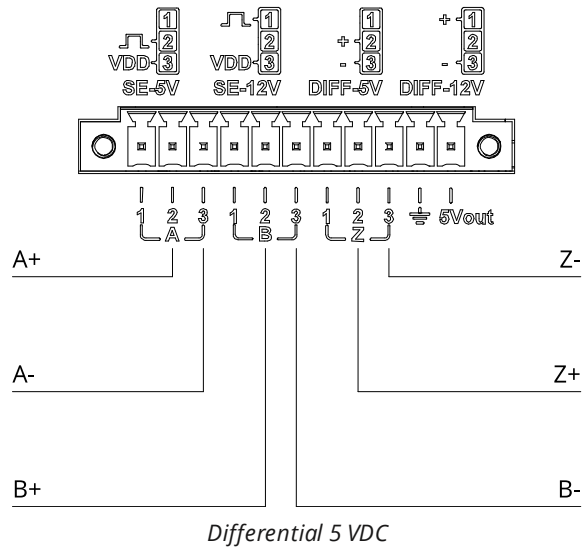 1 1 1 + 1
2 2 + 2 2
VDD 3 VDD 3 - 3 - 3
SE-5V SE-12V DIFF-5V DIFF-12V
1 2 3 1 2 3 1 2 3 5Vout
A B Z
A+ Z-
A- Z+
B+ B-
Differential 5 VDC